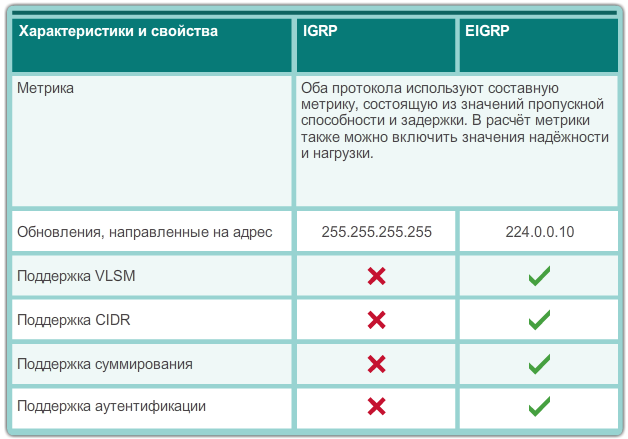 Характеристики и свойства IGRP EIGRP
Метрика
Оба протокола используют составную
метрику, состоящую из значений пропускной
способности и задержки. В расчёт метрики
также можно включить значения надёжности
и нагрузки.
Обновления, направленные на адрес 255.255.255.255 224.0.0.10
Поддержка VLSM
Поддержка CIDR
Поддержка суммирования
Поддержка аутентификации